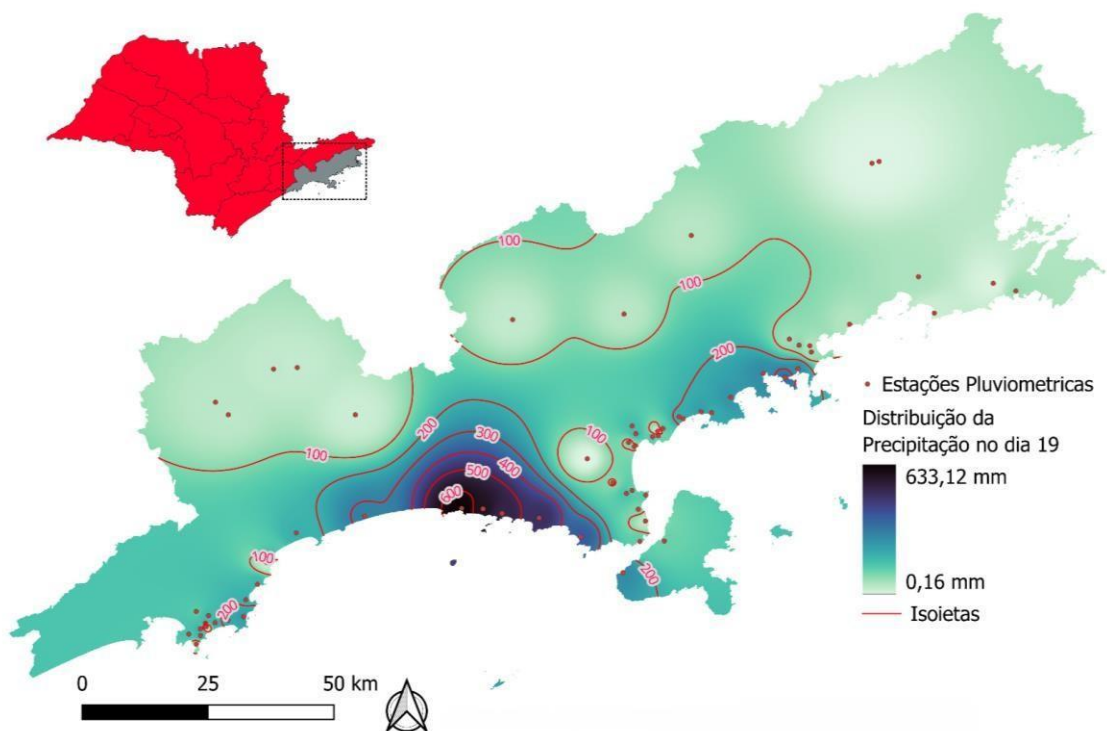 100
100
200
100
200
300
400
500
600
100
100
200
200
Estações Pluviometricas
Distribuição da
Precipitação no dia 19
633,12 mm
0,16 mm
Isoietas
0 25 50 km